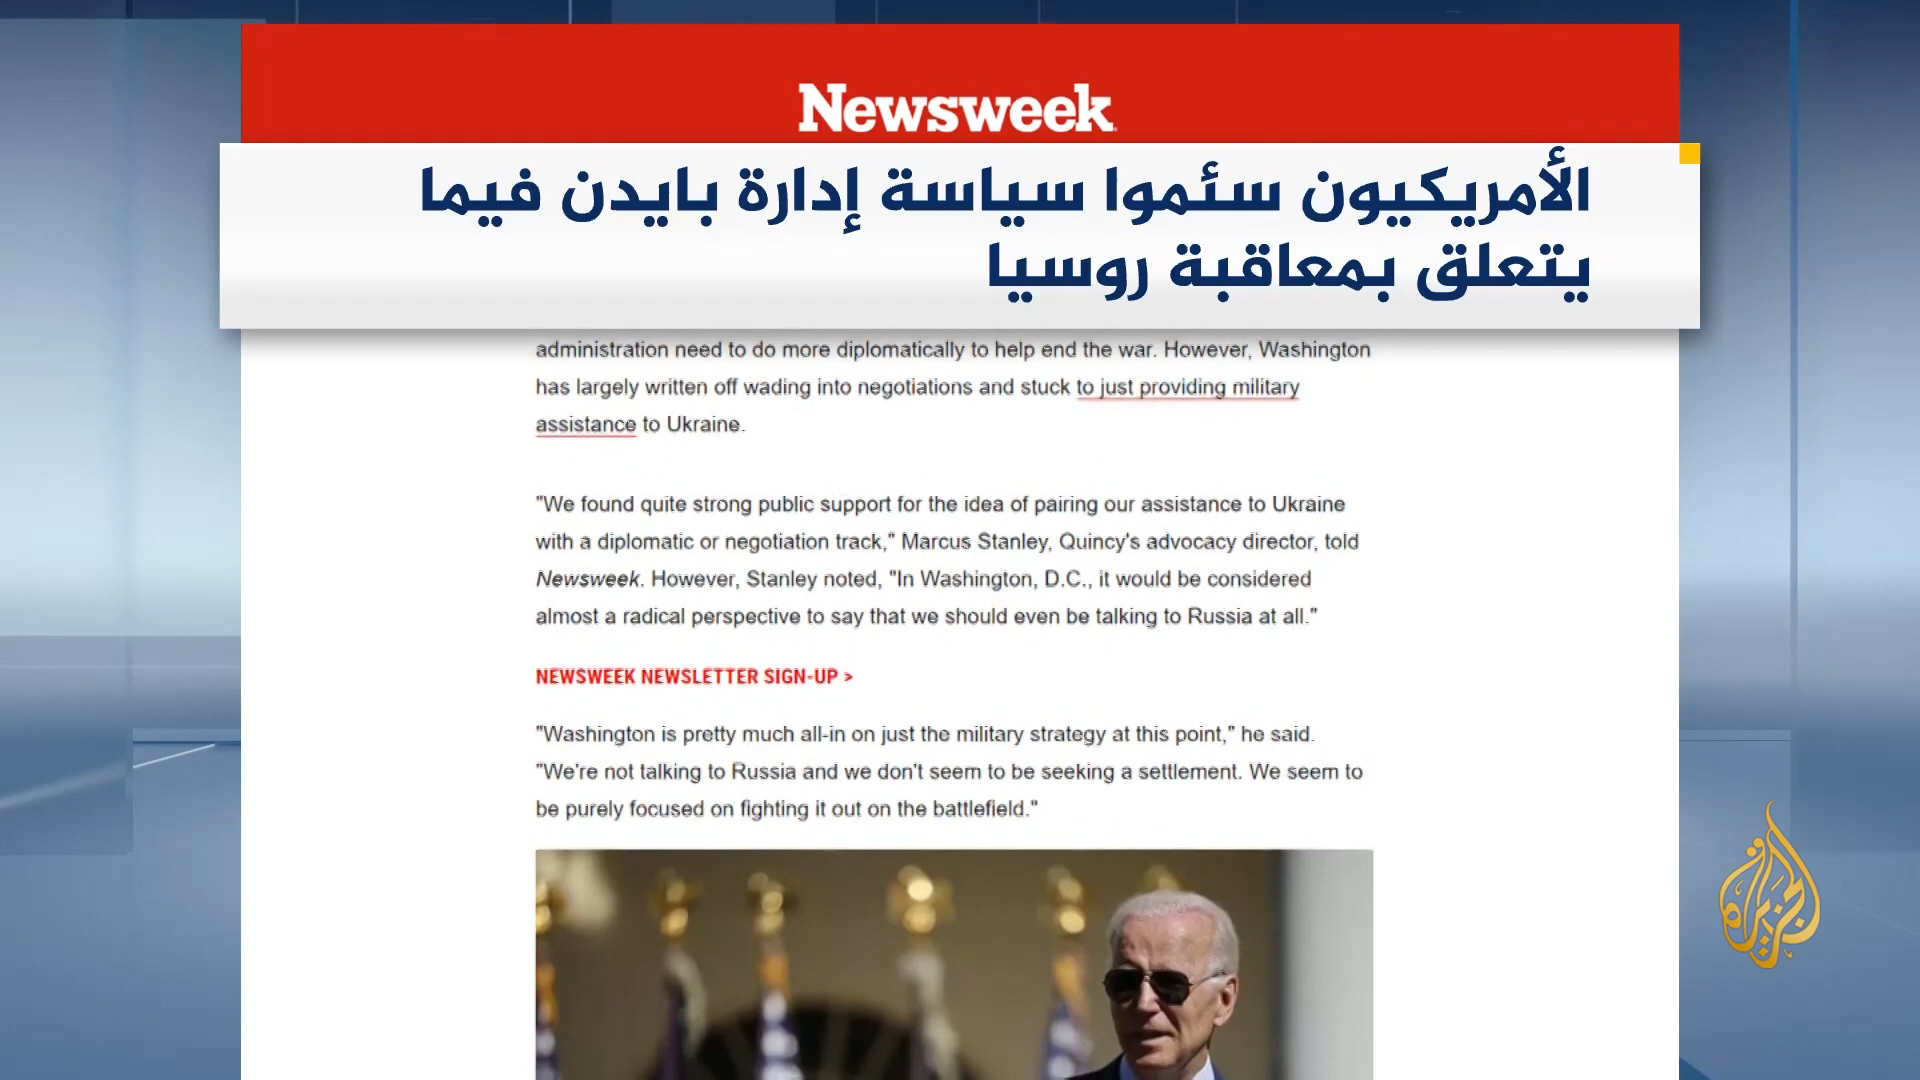 Newsweek
الأمريكيون سئموا سياسة إدارة بايدن فيما
يتعلق بمعاقبة روسيا
administration need to do more diplomatically to help end the war. However, Washington
has largely written off wading into negotiations and stuck to just providing military
assistance to Ukraine.
"We found quite strong public support for the idea of pairing our assistance to Ukraine
with a diplomatic or negotiation track," Marcus Stanley, Quincy's advocacy director, told
Newsweek. However, Stanley noted, "In Washington, D.C., it would be considered
almost a radical perspective to say that we should even be talking to Russia at all."
NEWSWEEK NEWSLETTER SIGN-UP >
"Washington is pretty much all-in on just the military strategy at this point," he said.
"We're not talking to Russia and we don't seem to be seeking a settlement. We seem to
be purely focused on fighting it out on the battlefield."
الجزيرة